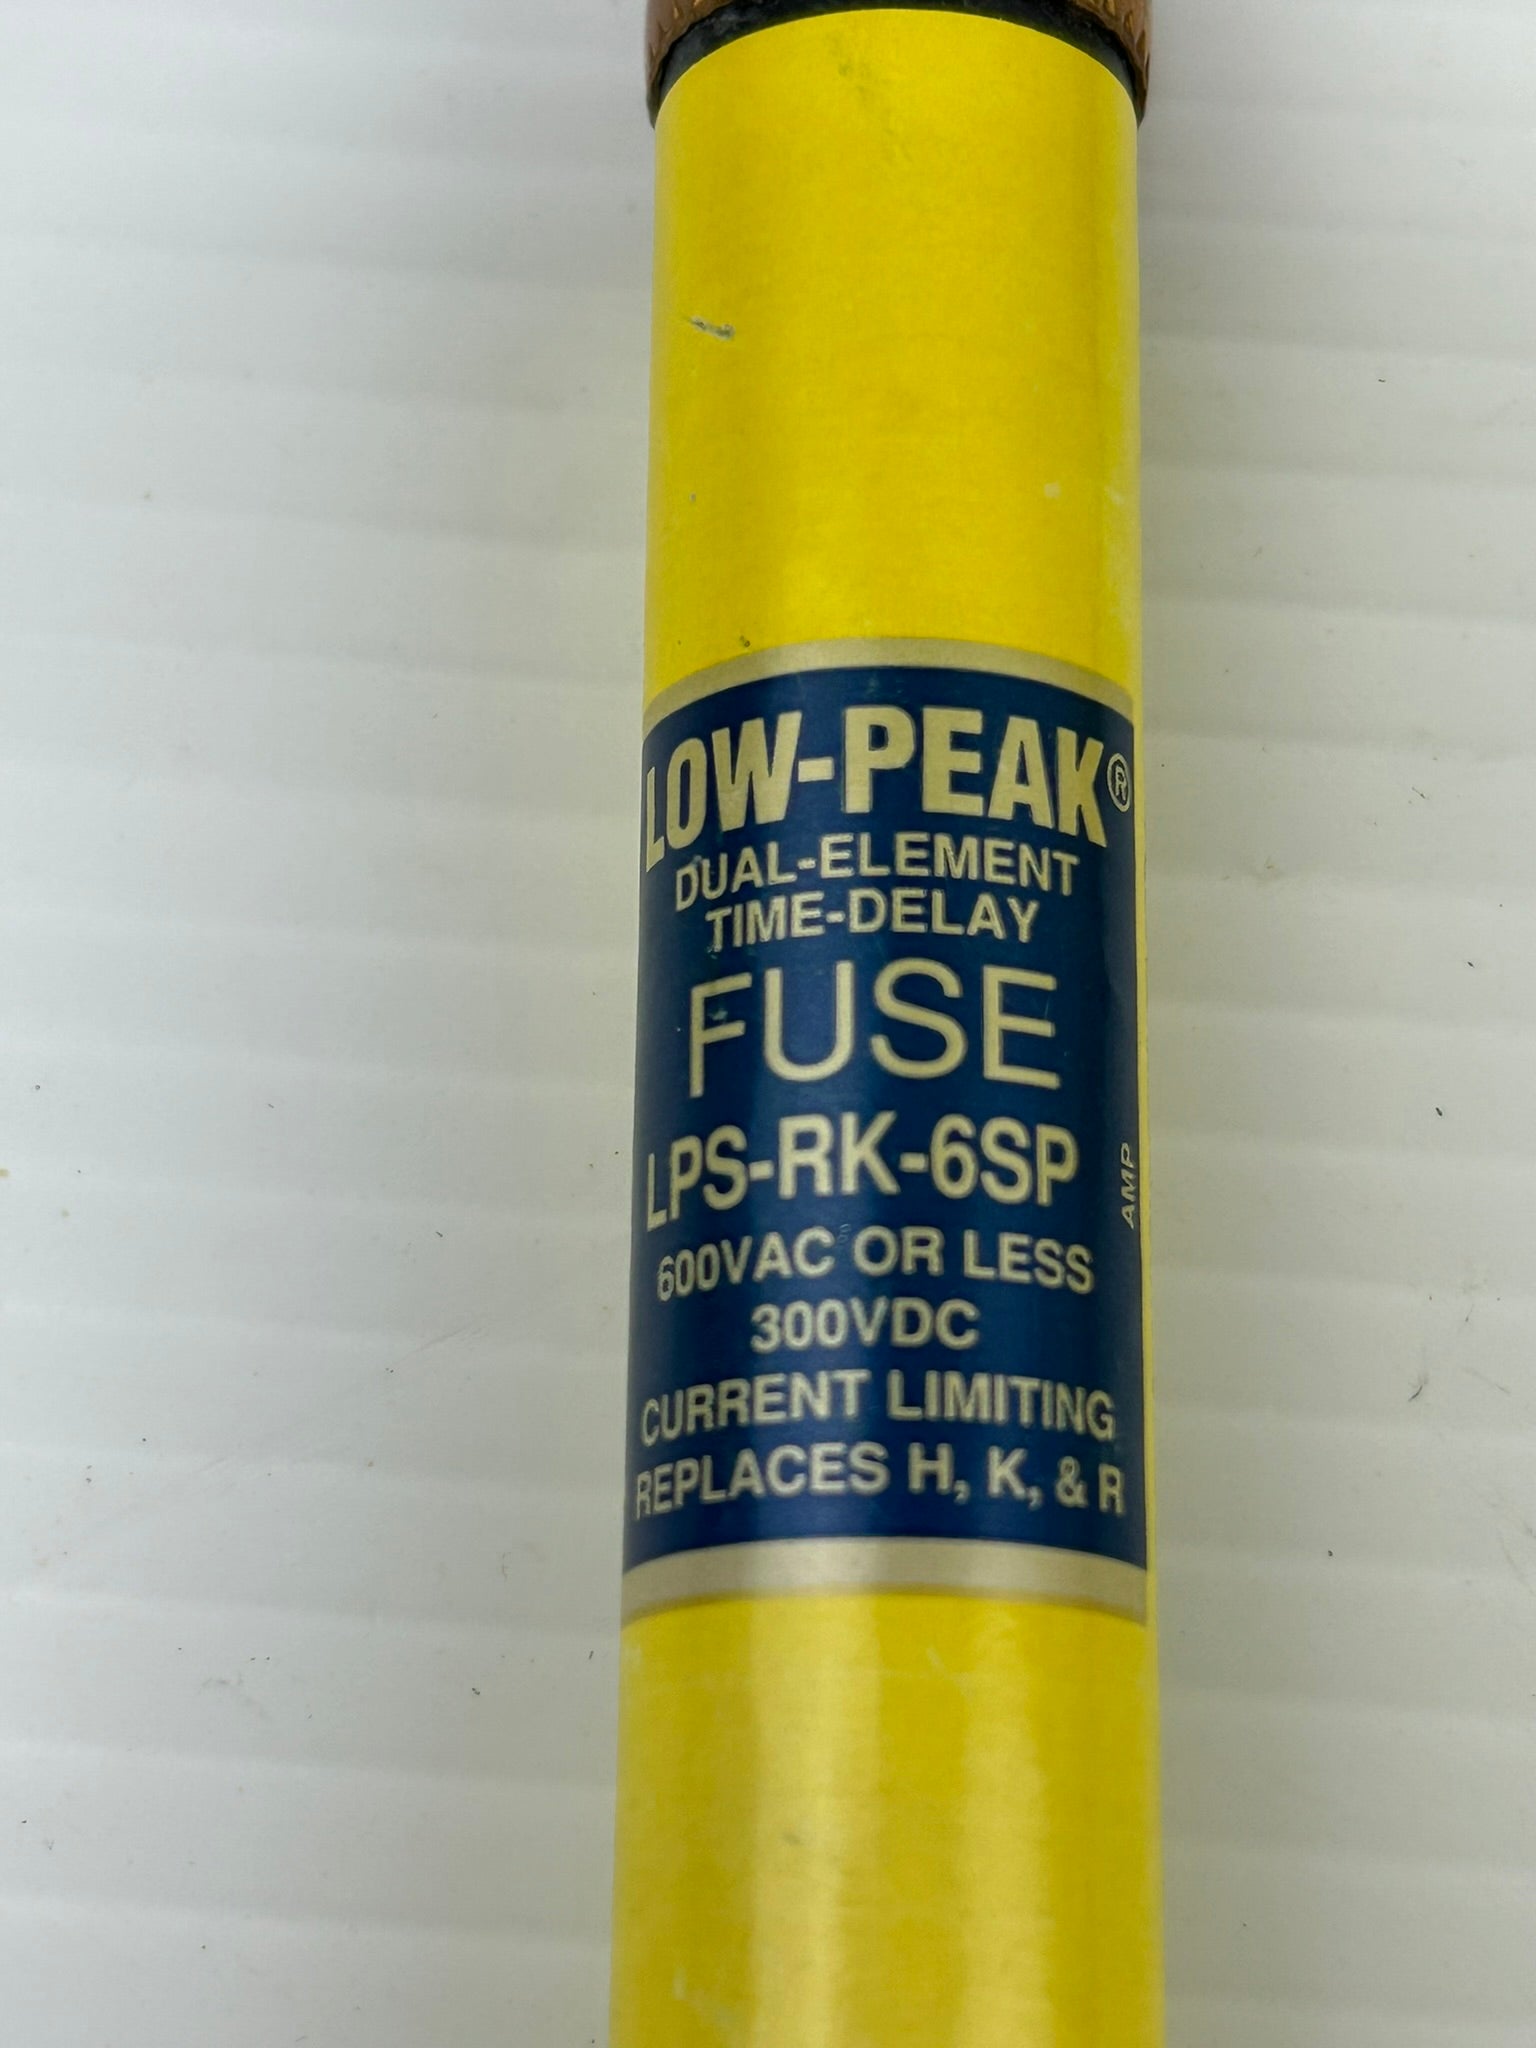 LOW-PEAK®
DUAL-ELEMENT
TIME-DELAY
FUSE
LPS-RK-6SP
AMP
600VAC OR LESS
300VDC
CURRENT LIMITING
REPLACES H, K, & R